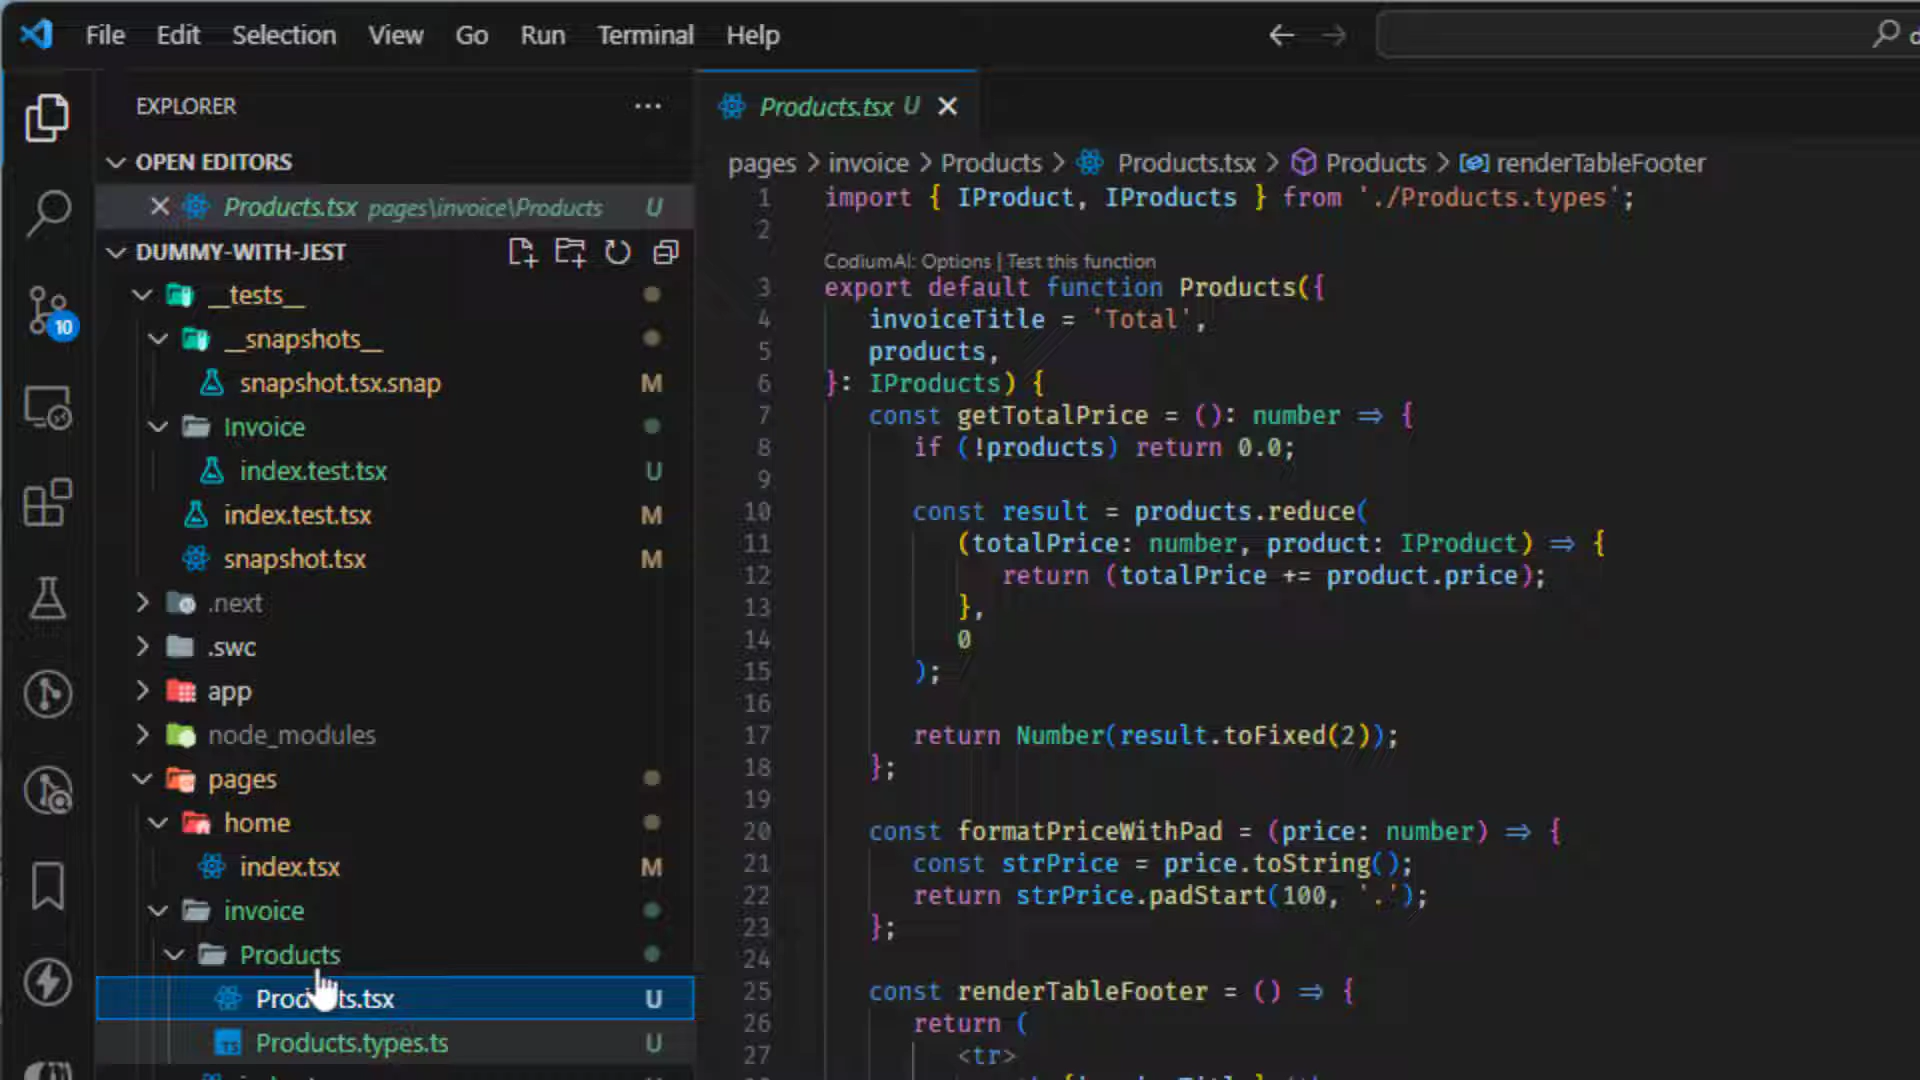 File Edit Selection View Go Run Terminal Help
EXPLORER
OPEN EDITORS
Products.tsx pages\invoice\Products U
DUMMY-WITH-JEST
__tests__
__snapshots__
snapshot.tsx.snap M
Invoice
index.test.tsx U
index.test.tsx M
snapshot.tsx M
.next
.swc
app
node_modules
pages
home
index.tsx M
invoice
Products
Products.tsx U
Products.types.ts U
10
Products.tsx U
pages > invoice > Products > Products.tsx > Products > renderTableFooter
1 import { IProduct, IProducts } from './Products.types';
2
CodiumAI: Options | Test this function
3 export default function Products({
4 invoiceTitle = 'Total',
5 products,
6 }: IProducts) {
7 const getTotalPrice = (): number => {
8 if (!products) return 0.0;
9
10 const result = products.reduce(
11 (totalPrice: number, product: IProduct) => {
12 return (totalPrice += product.price);
13 },
14 0
15 );
16
17 return Number(result.toFixed(2));
18 };
19
20 const formatPriceWithPad = (price: number) => {
21 const strPrice = price.toString();
22 return strPrice.padStart(100, '.');
23 };
24
25 const renderTableFooter = () => {
26 return (
27 <tr>